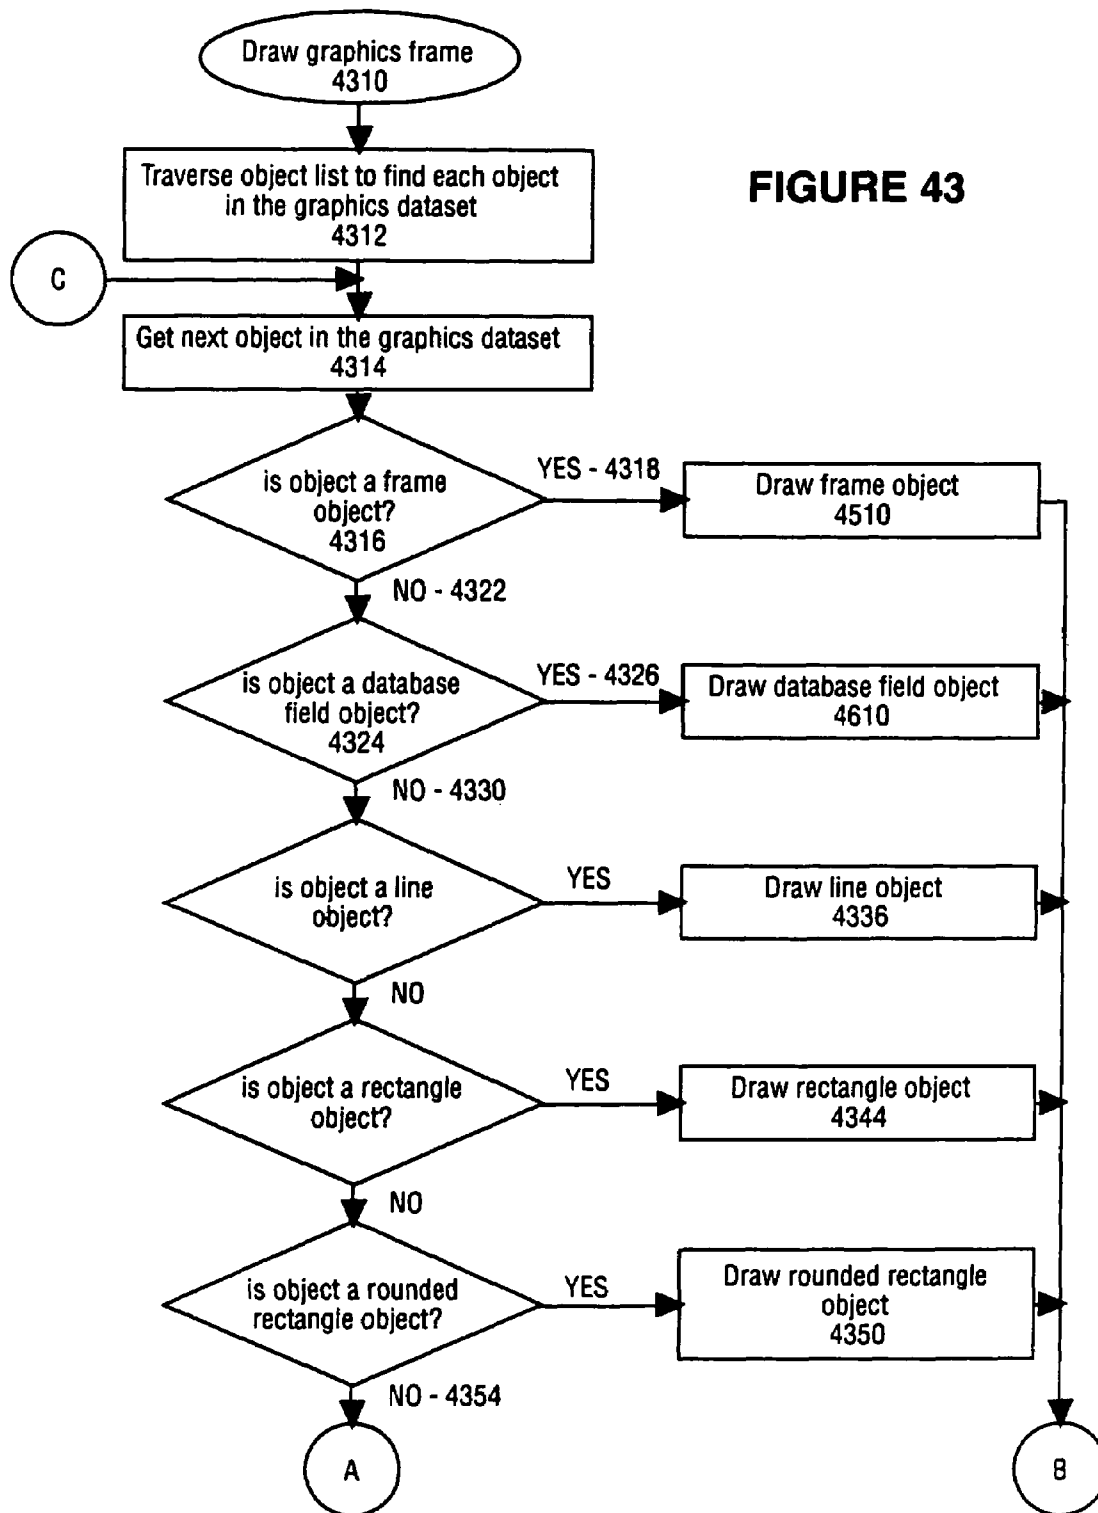 Draw graphics frame
4310
FIGURE 43
Traverse object list to find each object
in the graphics dataset
4312
C
Get next object in the graphics dataset
4314
is object a frame
object?
4316
YES - 4318
Draw frame object
4510
NO - 4322
is object a database
field object?
4324
YES - 4326
Draw database field object
4610
NO - 4330
is object a line
object?
YES
Draw line object
4336
NO
is object a rectangle
object?
YES
Draw rectangle object
4344
NO
is object a rounded
rectangle object?
YES
Draw rounded rectangle
object
4350
NO - 4354
A
B